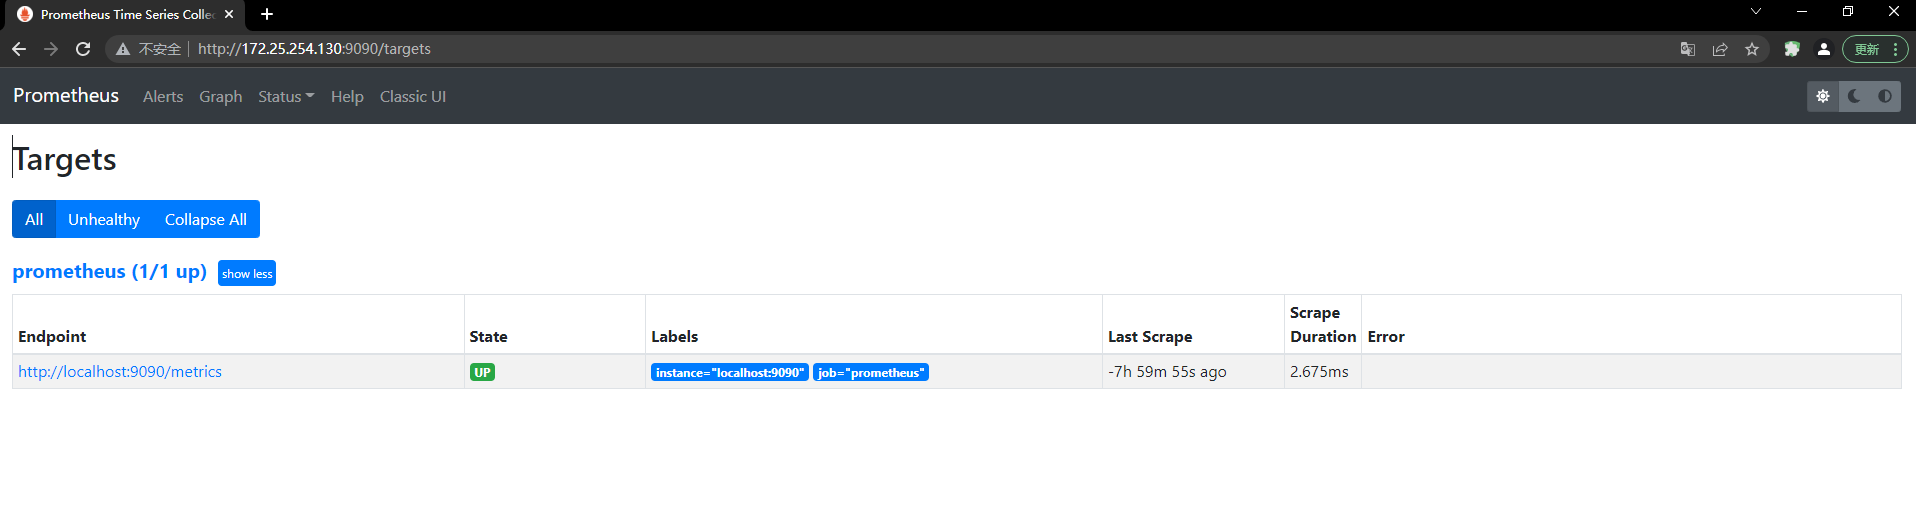 Prometheus Time Series Collec
不安全 http://172.25.254.130:9090/targets 更新
Prometheus Alerts Graph Status Help Classic UI
Targets
All Unhealthy Collapse All
prometheus (1/1 up) show less
Endpoint State Labels Last Scrape Scrape Duration Error
http://localhost:9090/metrics UP instance="localhost:9090" job="prometheus" -7h 59m 55s ago 2.675ms